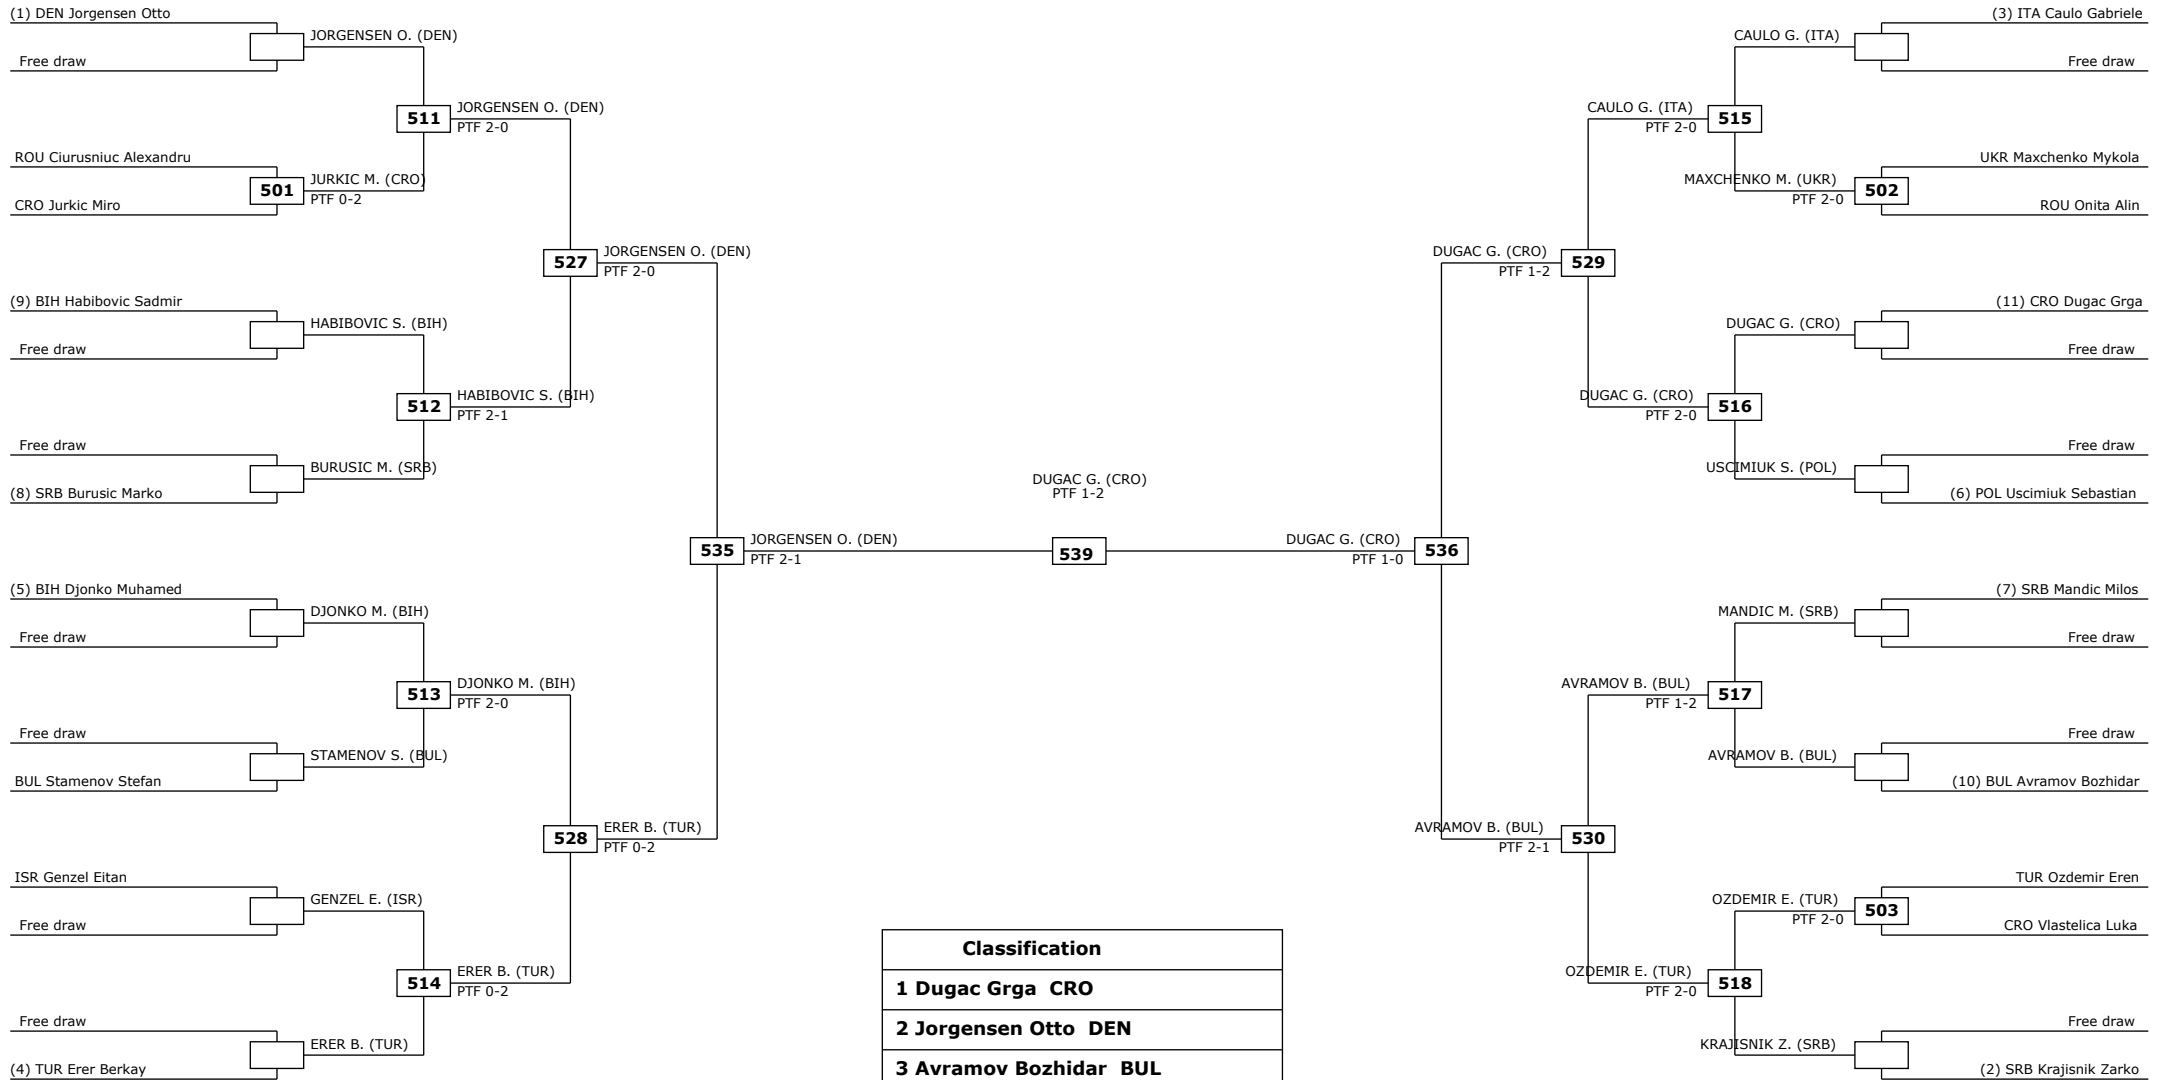 (1) DEN Jorgensen Otto
JORGENSEN O. (DEN)
Free draw
JORGENSEN O. (DEN)
511
PTF 2-0
ROU Ciurusniuc Alexandru
JURKIC M. (CRO)
501
PTF 0-2
CRO Jurkic Miro
JORGENSEN O. (DEN)
527
PTF 2-0
(9) BIH Habibovic Sadmir
HABIBOVIC S. (BIH)
Free draw
HABIBOVIC S. (BIH)
512
PTF 2-1
Free draw
BURUSIC M. (SRB)
(8) SRB Burusic Marko
JORGENSEN O. (DEN)
535
PTF 2-1
(5) BIH Djonko Muhamed
DJONKO M. (BIH)
Free draw
DJONKO M. (BIH)
513
PTF 2-0
Free draw
STAMENOV S. (BUL)
BUL Stamenov Stefan
ERER B. (TUR)
528
PTF 0-2
ISR Genzel Eitan
GENZEL E. (ISR)
Free draw
ERER B. (TUR)
514
PTF 0-2
Free draw
ERER B. (TUR)
(4) TUR Erer Berkay
DUGAC G. (CRO)
PTF 1-2
539
(3) ITA Caulo Gabriele
CAULO G. (ITA)
Free draw
CAULO G. (ITA)
515
PTF 2-0
UKR Maxchenko Mykola
MAXCHENKO M. (UKR)
502
PTF 2-0
ROU Onita Alin
DUGAC G. (CRO)
529
PTF 1-2
(11) CRO Dugac Grga
DUGAC G. (CRO)
Free draw
DUGAC G. (CRO)
516
PTF 2-0
Free draw
USCIMIUK S. (POL)
(6) POL Uscimiuk Sebastian
DUGAC G. (CRO)
536
PTF 1-0
(7) SRB Mandic Milos
MANDIC M. (SRB)
Free draw
AVRAMOV B. (BUL)
517
PTF 1-2
Free draw
AVRAMOV B. (BUL)
(10) BUL Avramov Bozhidar
AVRAMOV B. (BUL)
530
PTF 2-1
TUR Ozdemir Eren
OZDEMIR E. (TUR)
503
PTF 2-0
CRO Vlastelica Luka
OZDEMIR E. (TUR)
518
PTF 2-0
Free draw
KRAJISNIK Z. (SRB)
(2) SRB Krajisnik Zarko
Classification
1 Dugac Grga CRO
2 Jorgensen Otto DEN
3 Avramov Bozhidar BUL